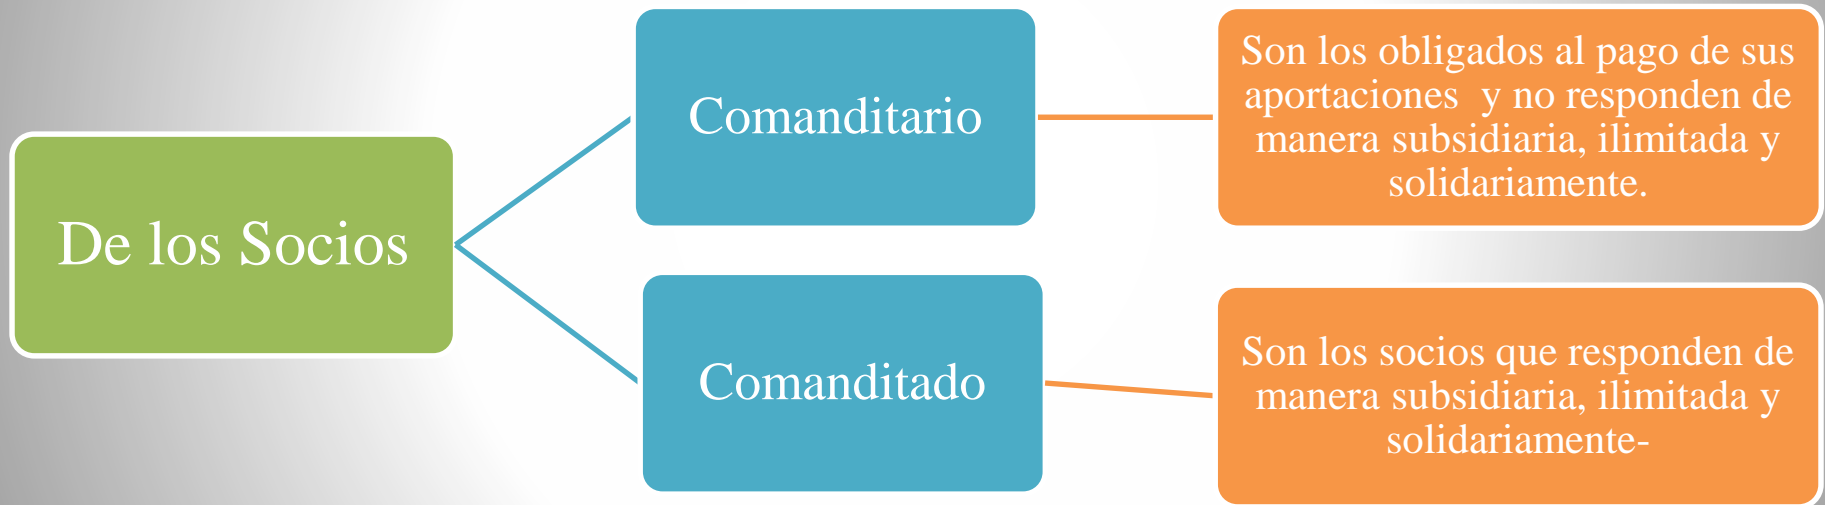 De los Socios
Comanditario
Son los obligados al pago de sus
aportaciones  y no responden de
manera subsidiaria, ilimitada y
solidariamente.
Comanditado
Son los socios que responden de
manera subsidiaria, ilimitada y
solidariamente-